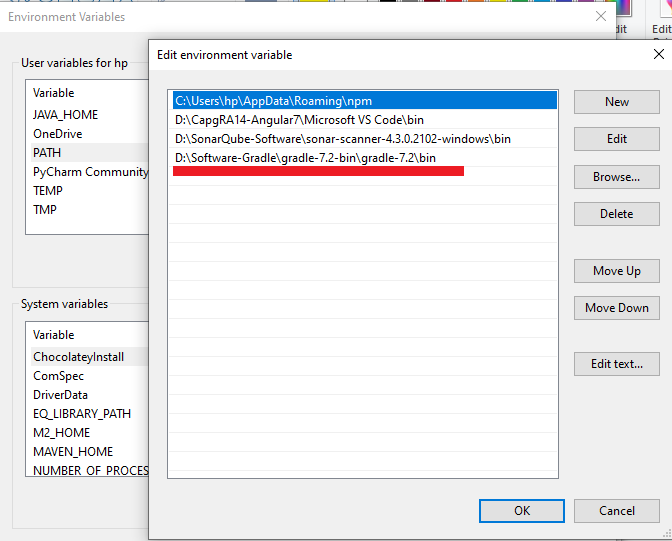 Environment Variables
Edit environment variable
User variables for hp
Variable
JAVA_HOME
OneDrive
PATH
PyCharm Community
TEMP
TMP
System variables
Variable
ChocolateyInstall
ComSpec
DriverData
EQ_LIBRARY_PATH
M2_HOME
MAVEN_HOME
NUMBER_OF_PROCES
C:\Users\hp\AppData\Roaming\npm
D:\CapgRA14-Angular7\Microsoft VS Code\bin
D:\SonarQube-Software\sonar-scanner-4.3.0.2102-windows\bin
D:\Software-Gradle\gradle-7.2-bin\gradle-7.2\bin
New
Edit
Browse...
Delete
Move Up
Move Down
Edit text...
OK
Cancel